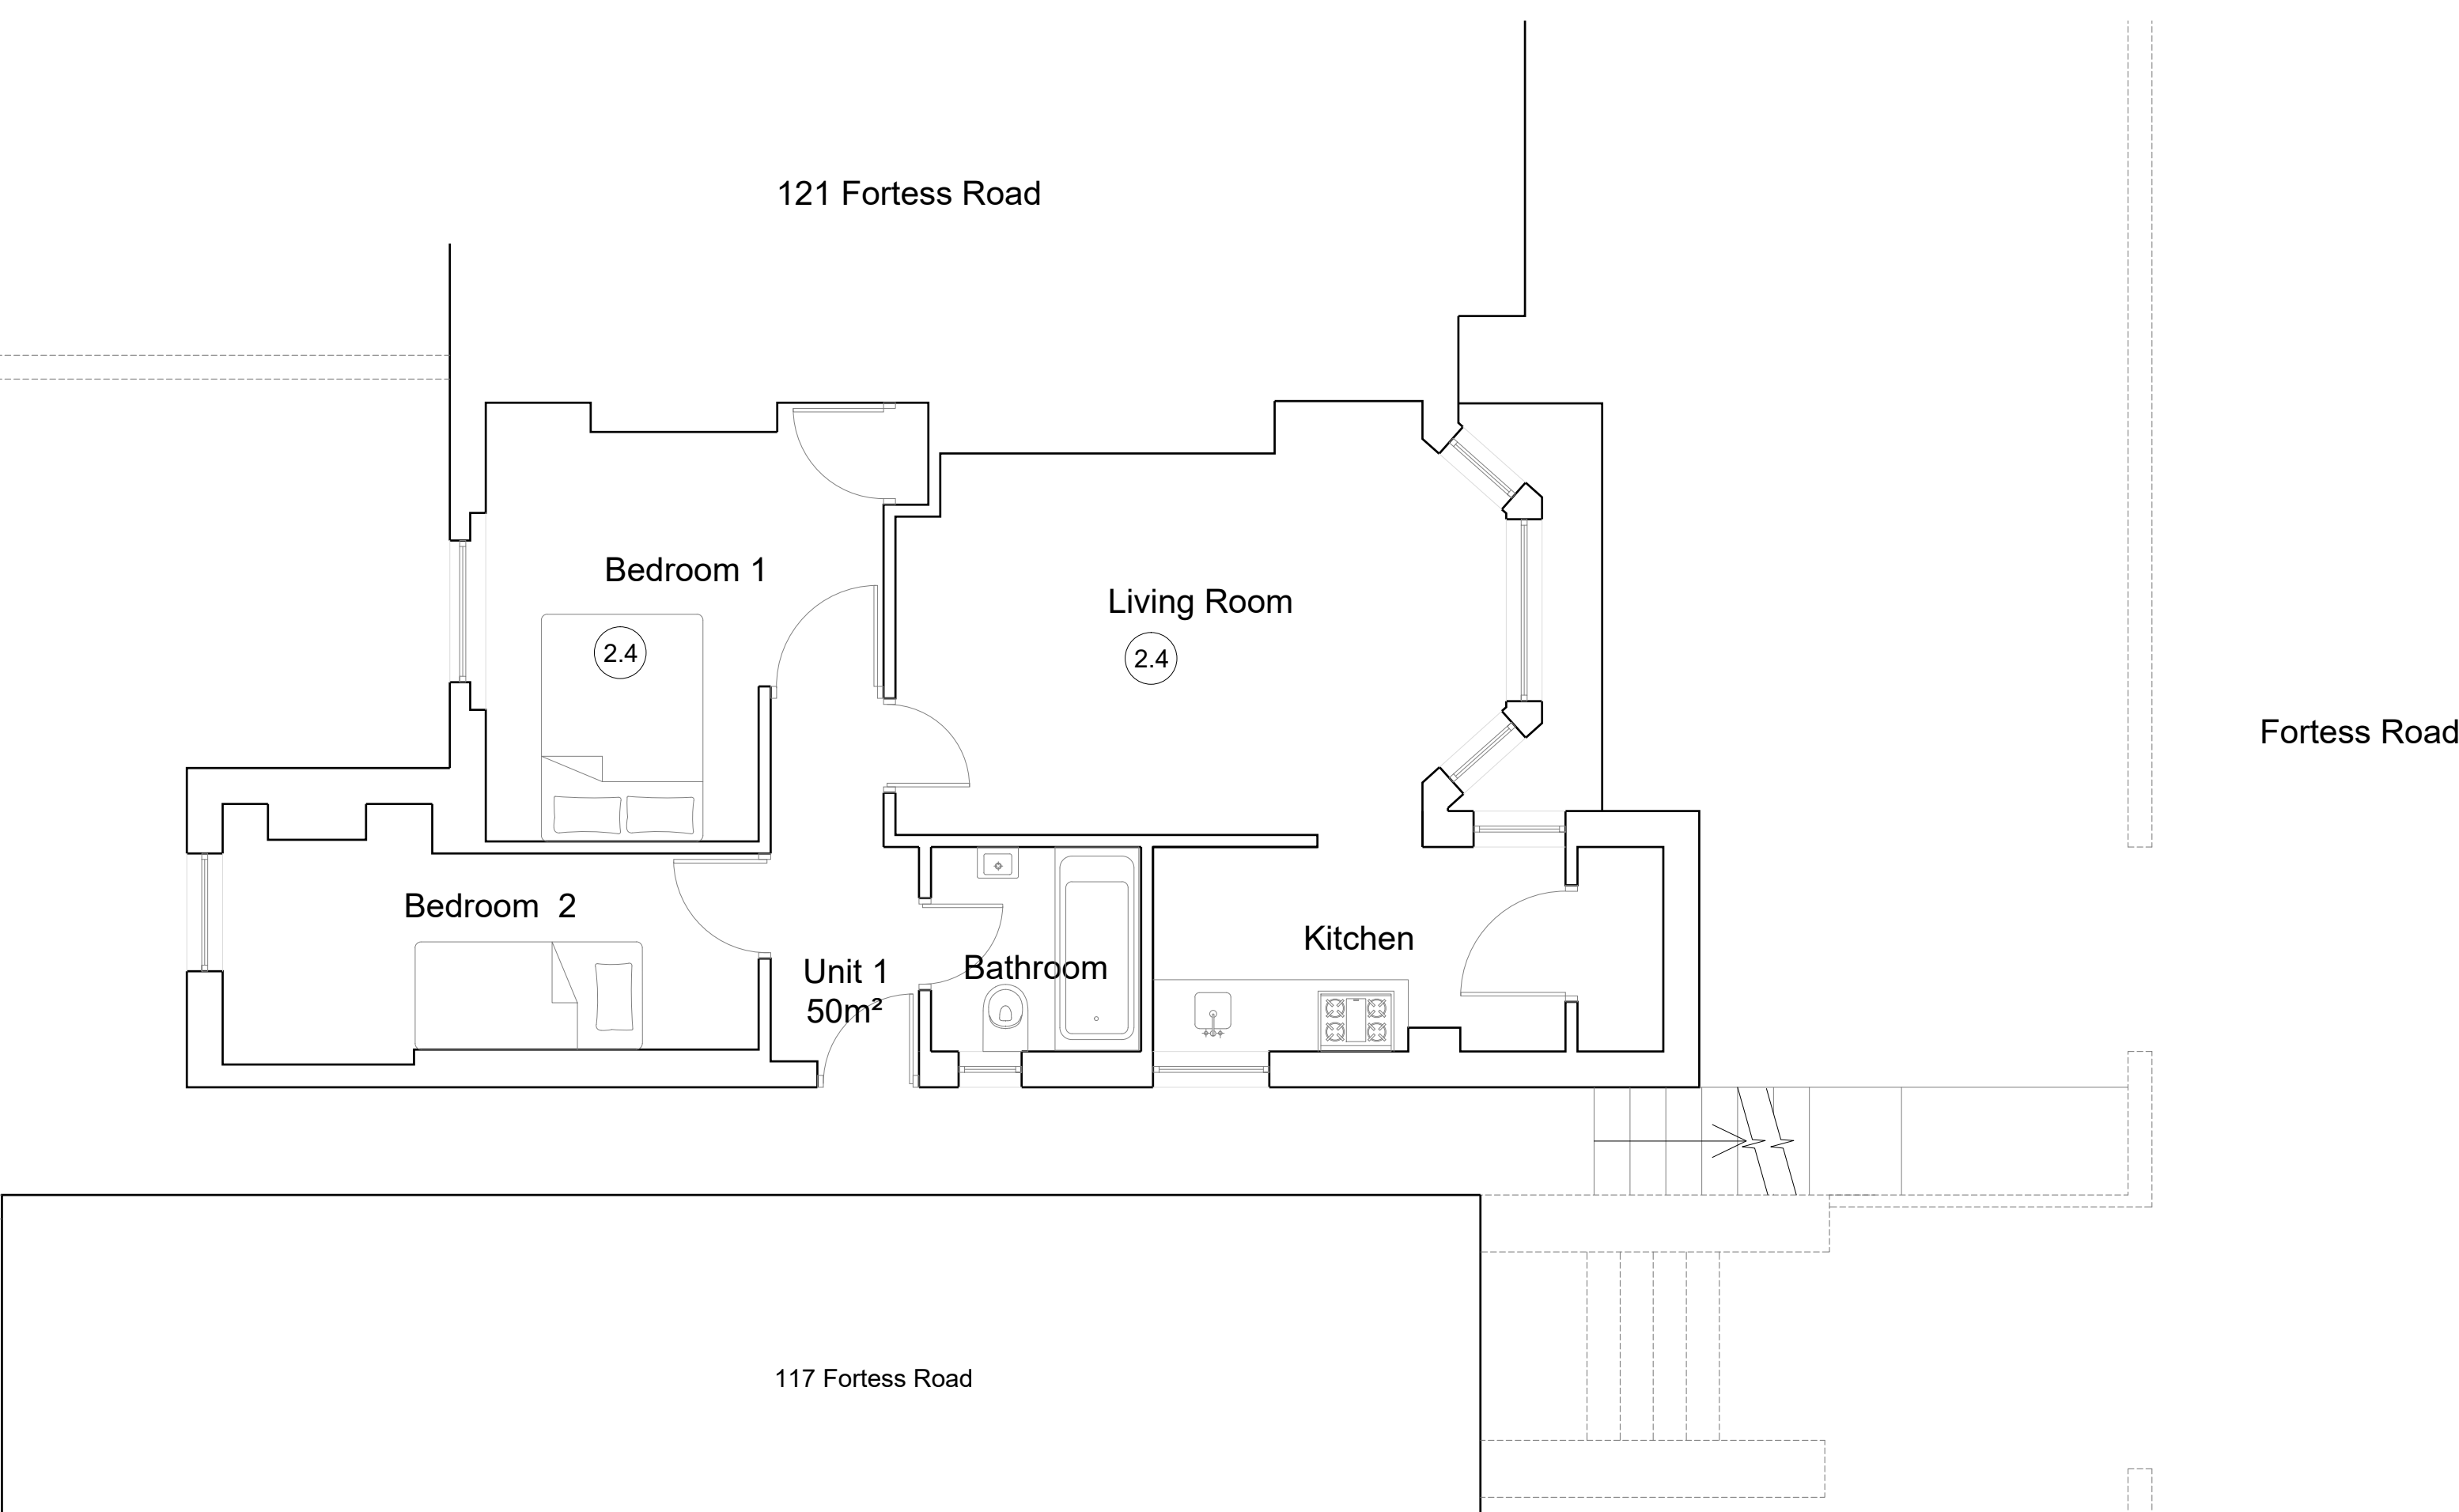 121 Fortess Road
Bedroom 1
2.4
Living Room
2.4
Fortess Road
Bedroom 2
Kitchen
Bathroom
Unit 1
50m²
117 Fortess Road